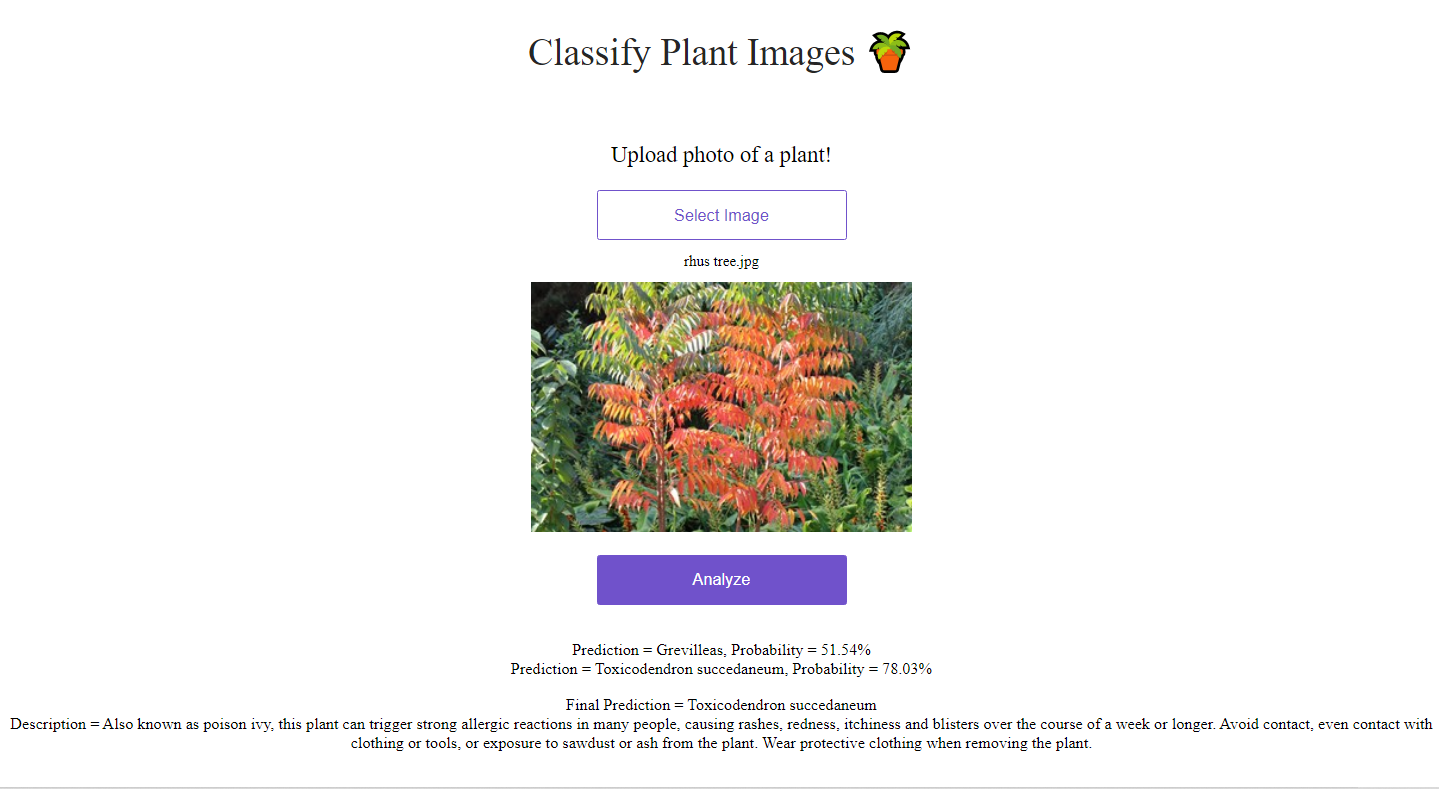 Classify Plant Images
Upload photo of a plant!
Select Image
rhus tree.jpg
Analyze
Prediction = Grevilleas, Probability = 51.54%
Prediction = Toxicodendron succedaneum, Probability = 78.03%
Final Prediction = Toxicodendron succedaneum
Description = Also known as poison ivy, this plant can trigger strong allergic reactions in many people, causing rashes, redness, itchiness and blisters over the course of a week or longer. Avoid contact, even contact with
clothing or tools, or exposure to sawdust or ash from the plant. Wear protective clothing when removing the plant.